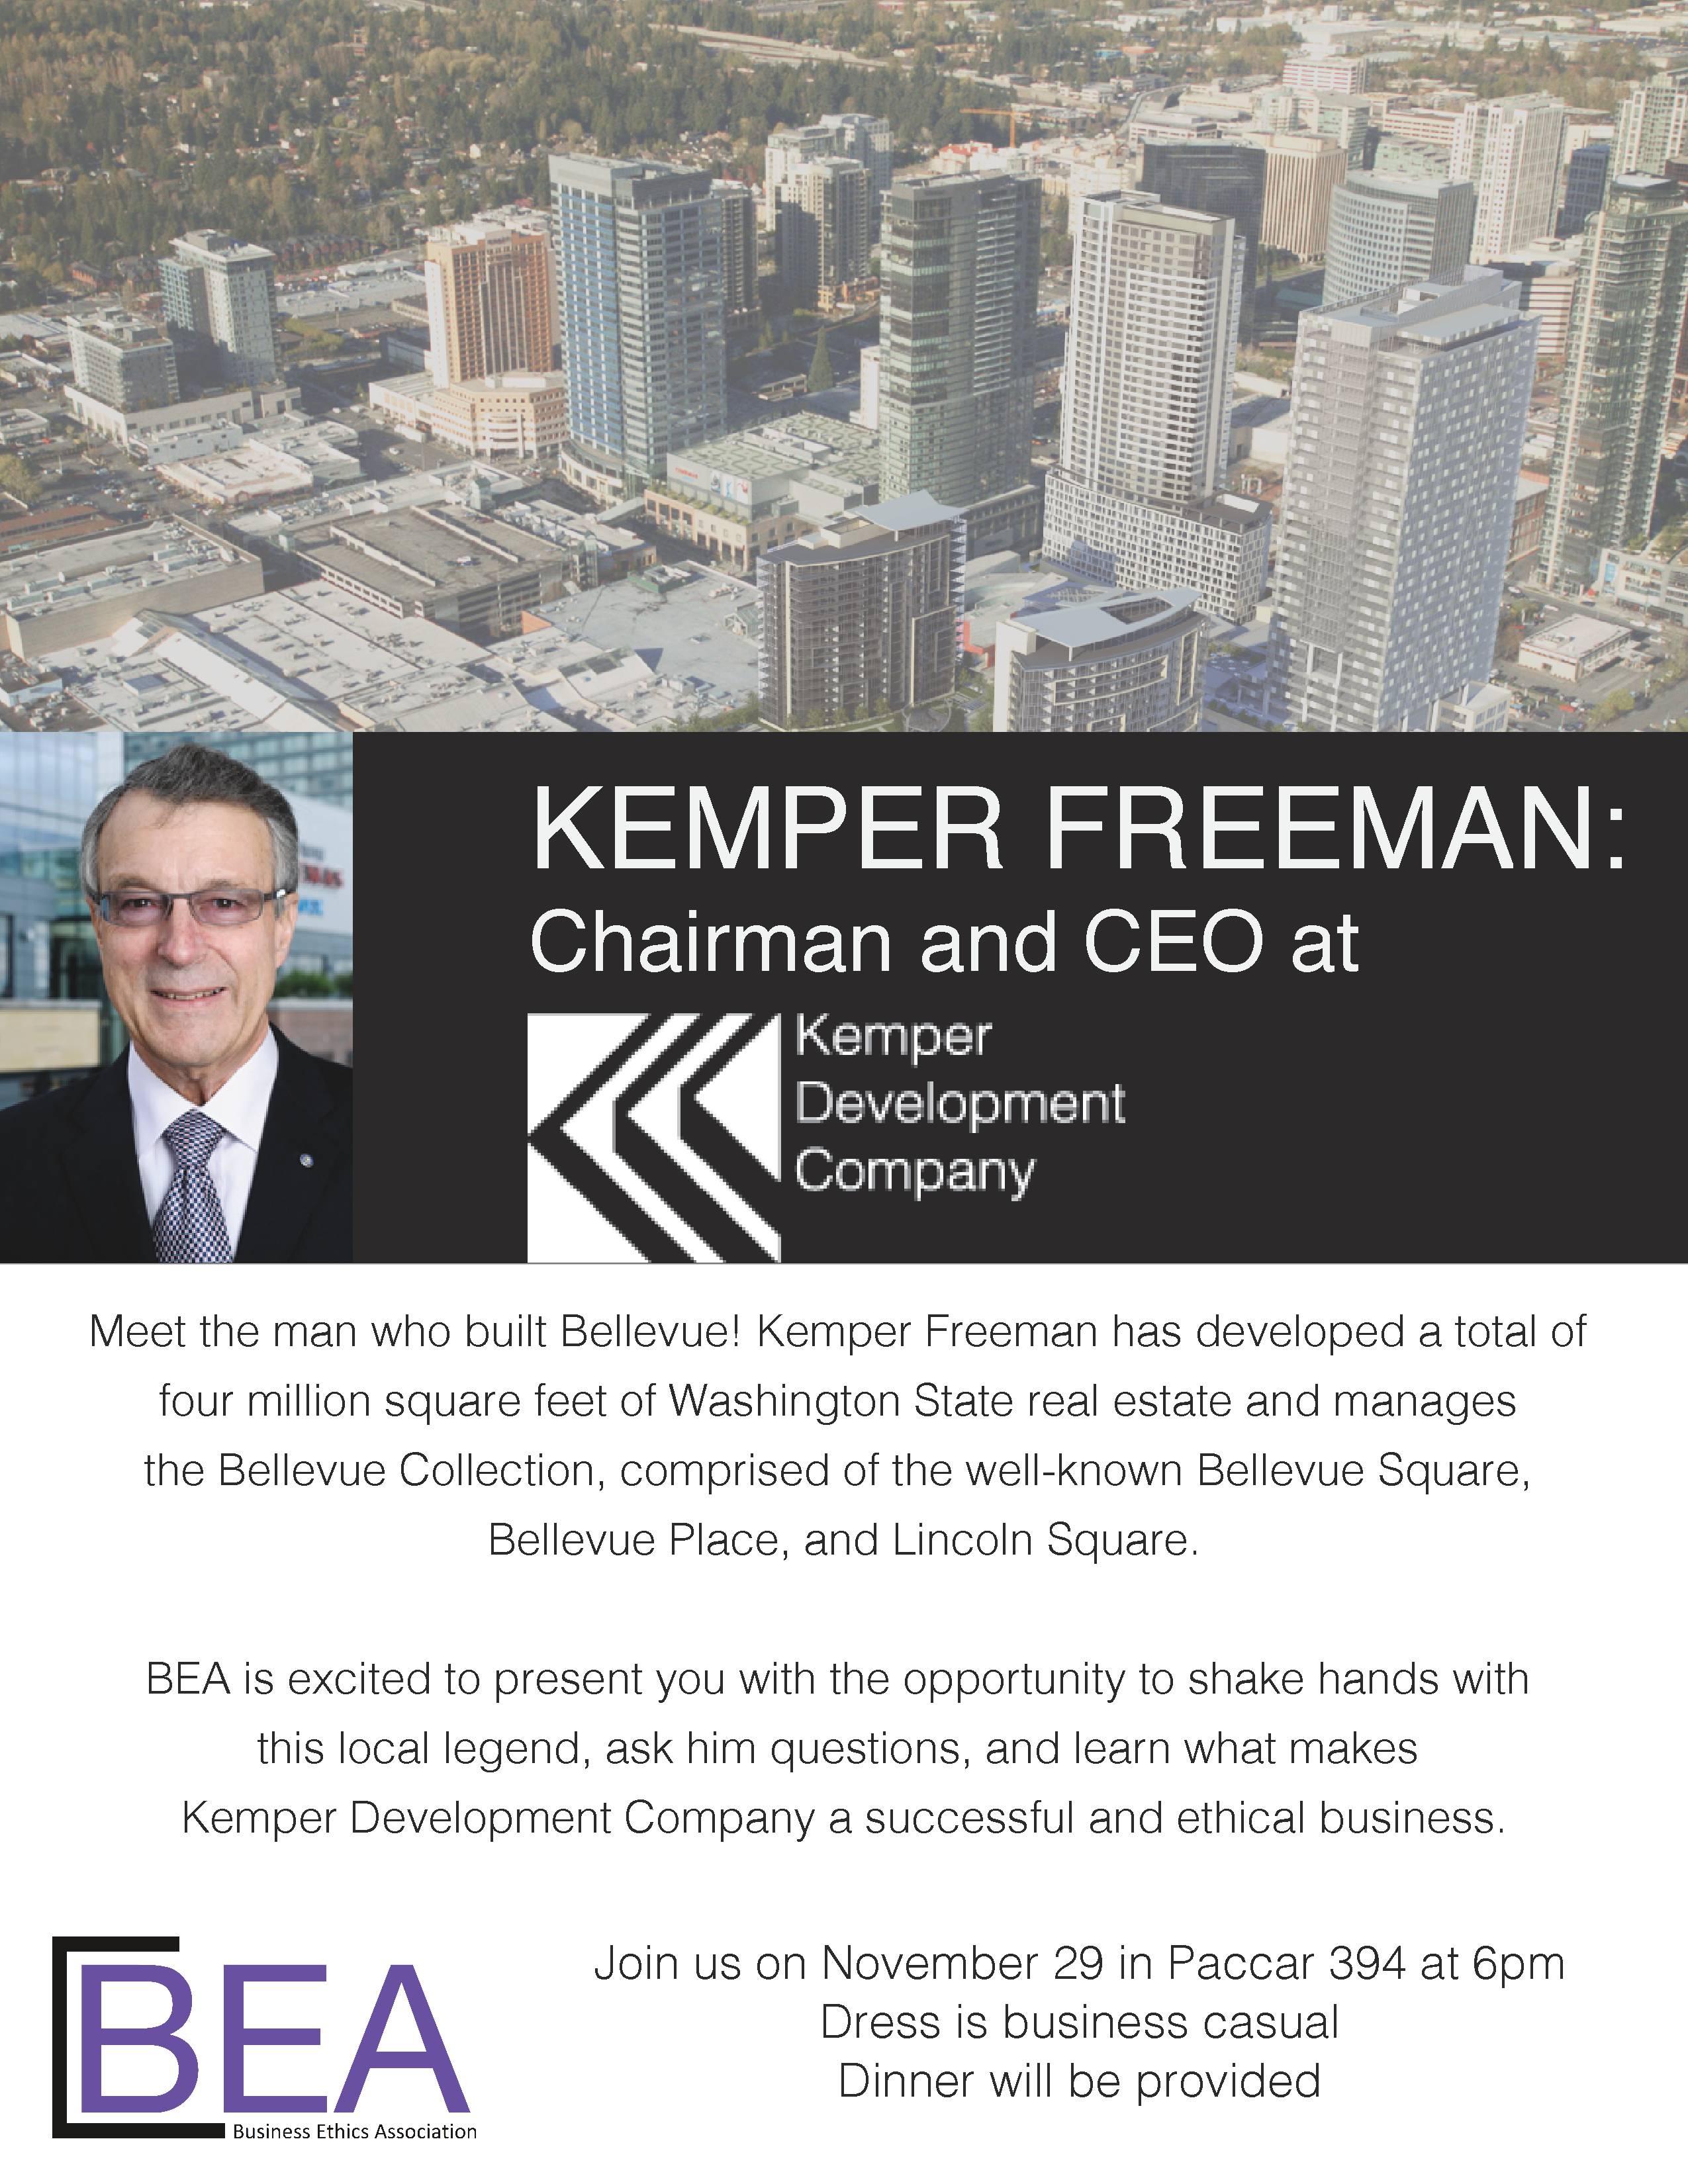 KEMPER FREEMAN:
Chairman and CEO at
Kemper
Development
Company
Meet the man who built Bellevue! Kemper Freeman has developed a total of
four million square feet of Washington State real estate and manages
the Bellevue Collection, comprised of the well-known Bellevue Square,
Bellevue Place, and Lincoln Square.
BEA is excited to present you with the opportunity to shake hands with
this local legend, ask him questions, and learn what makes
Kemper Development Company a successful and ethical business.
BEA
Business Ethics Association
Join us on November 29 in Paccar 394 at 6pm
Dress is business casual
Dinner will be provided